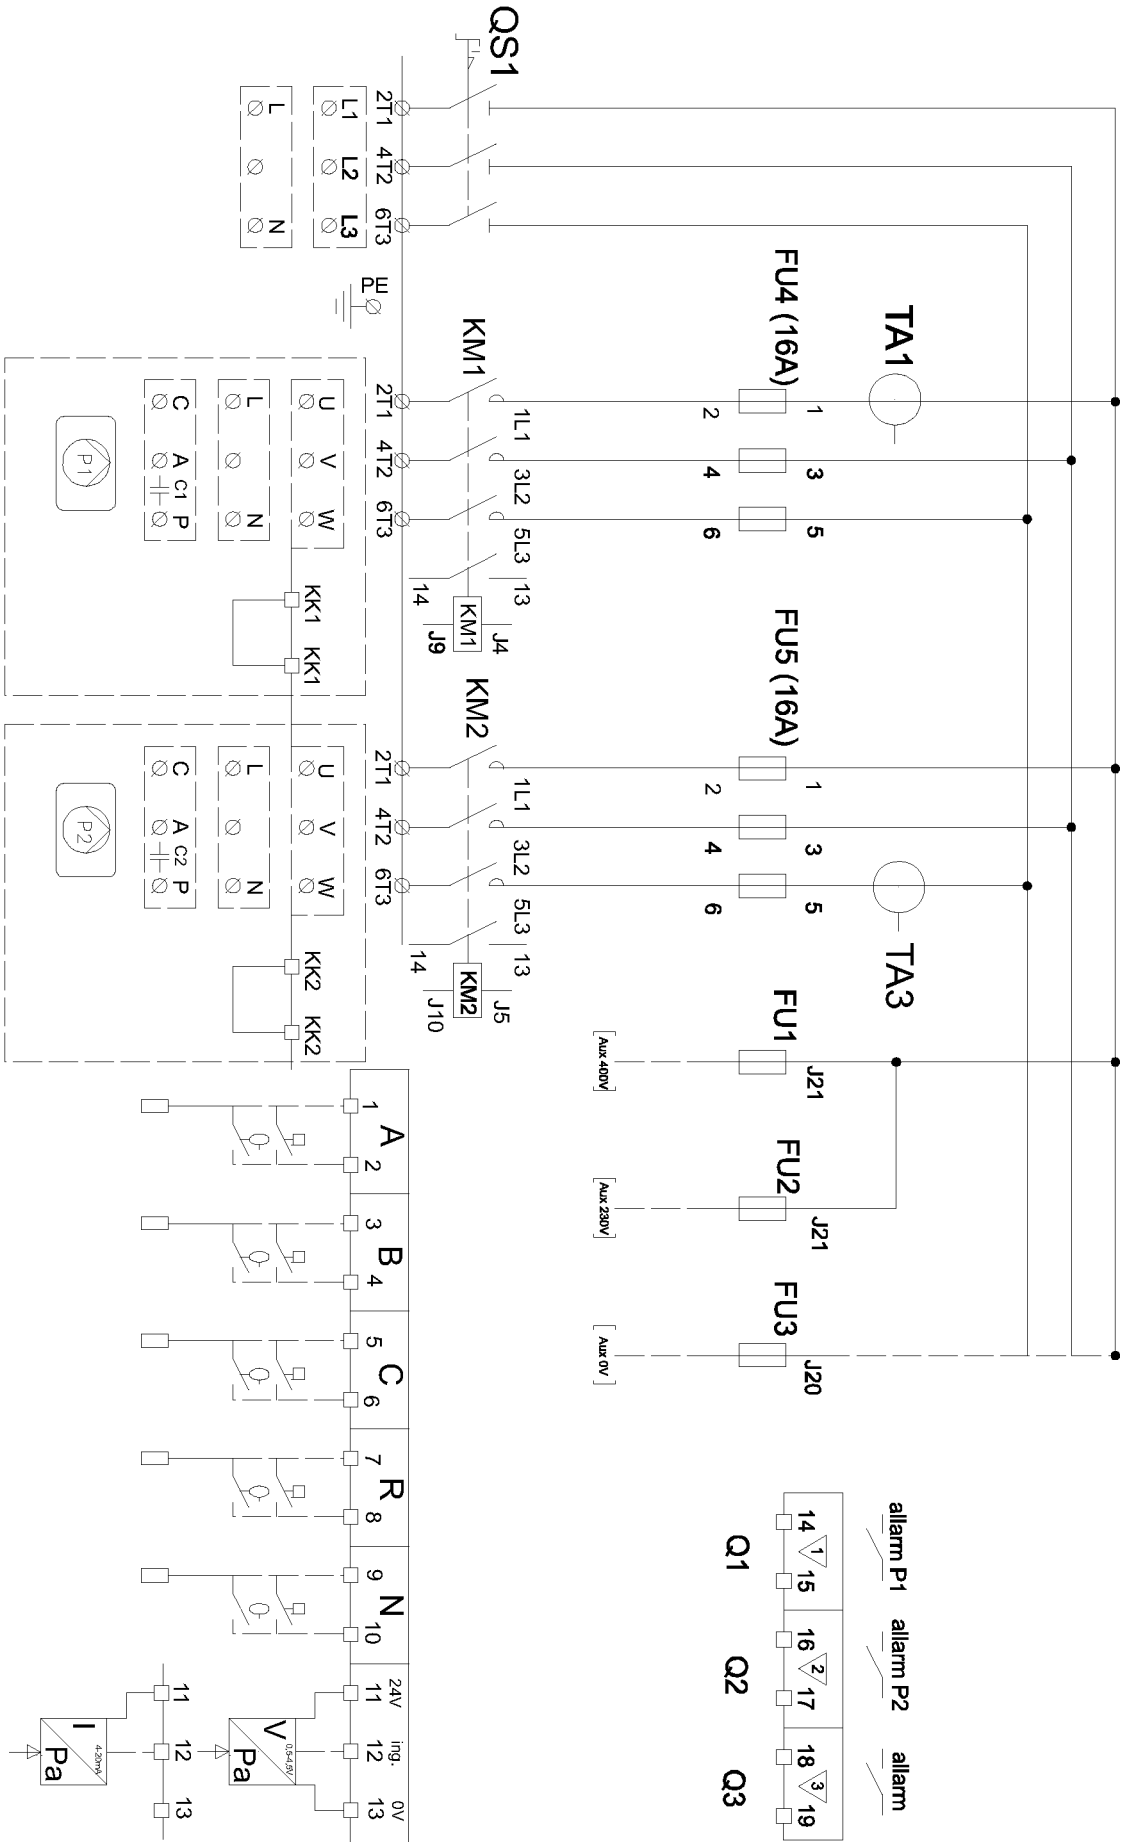 QS1
2T1 4T2 6T3
L1 L2 L3
L N
PE
TA1
FU4 (16A)
1 3 5
2 4 6
KM1
1L1 3L2 5L3 13
14
KM1
J4
J9
2T1 4T2 6T3
U V W
L N
C A C1 P
KK1 KK1
P1
TA3
FU5 (16A)
1 3 5
2 4 6
KM2
1L1 3L2 5L3 13
14
KM2
J5
J10
2T1 4T2 6T3
U V W
L N
C A C2 P
KK2 KK2
P2
FU1 FU2 FU3
J21 J21 J20
Aux 400V Aux 230V Aux 0V
allarm P1 allarm P2 allarm
14 1 15 16 2 17 18 3 19
Q1 Q2 Q3
A B C R N
24V ing. 0V
1 2 3 4 5 6 7 8 9 10 11 12 13
V 0,5-4,5V Pa
11 12 13
I 4-20mA Pa